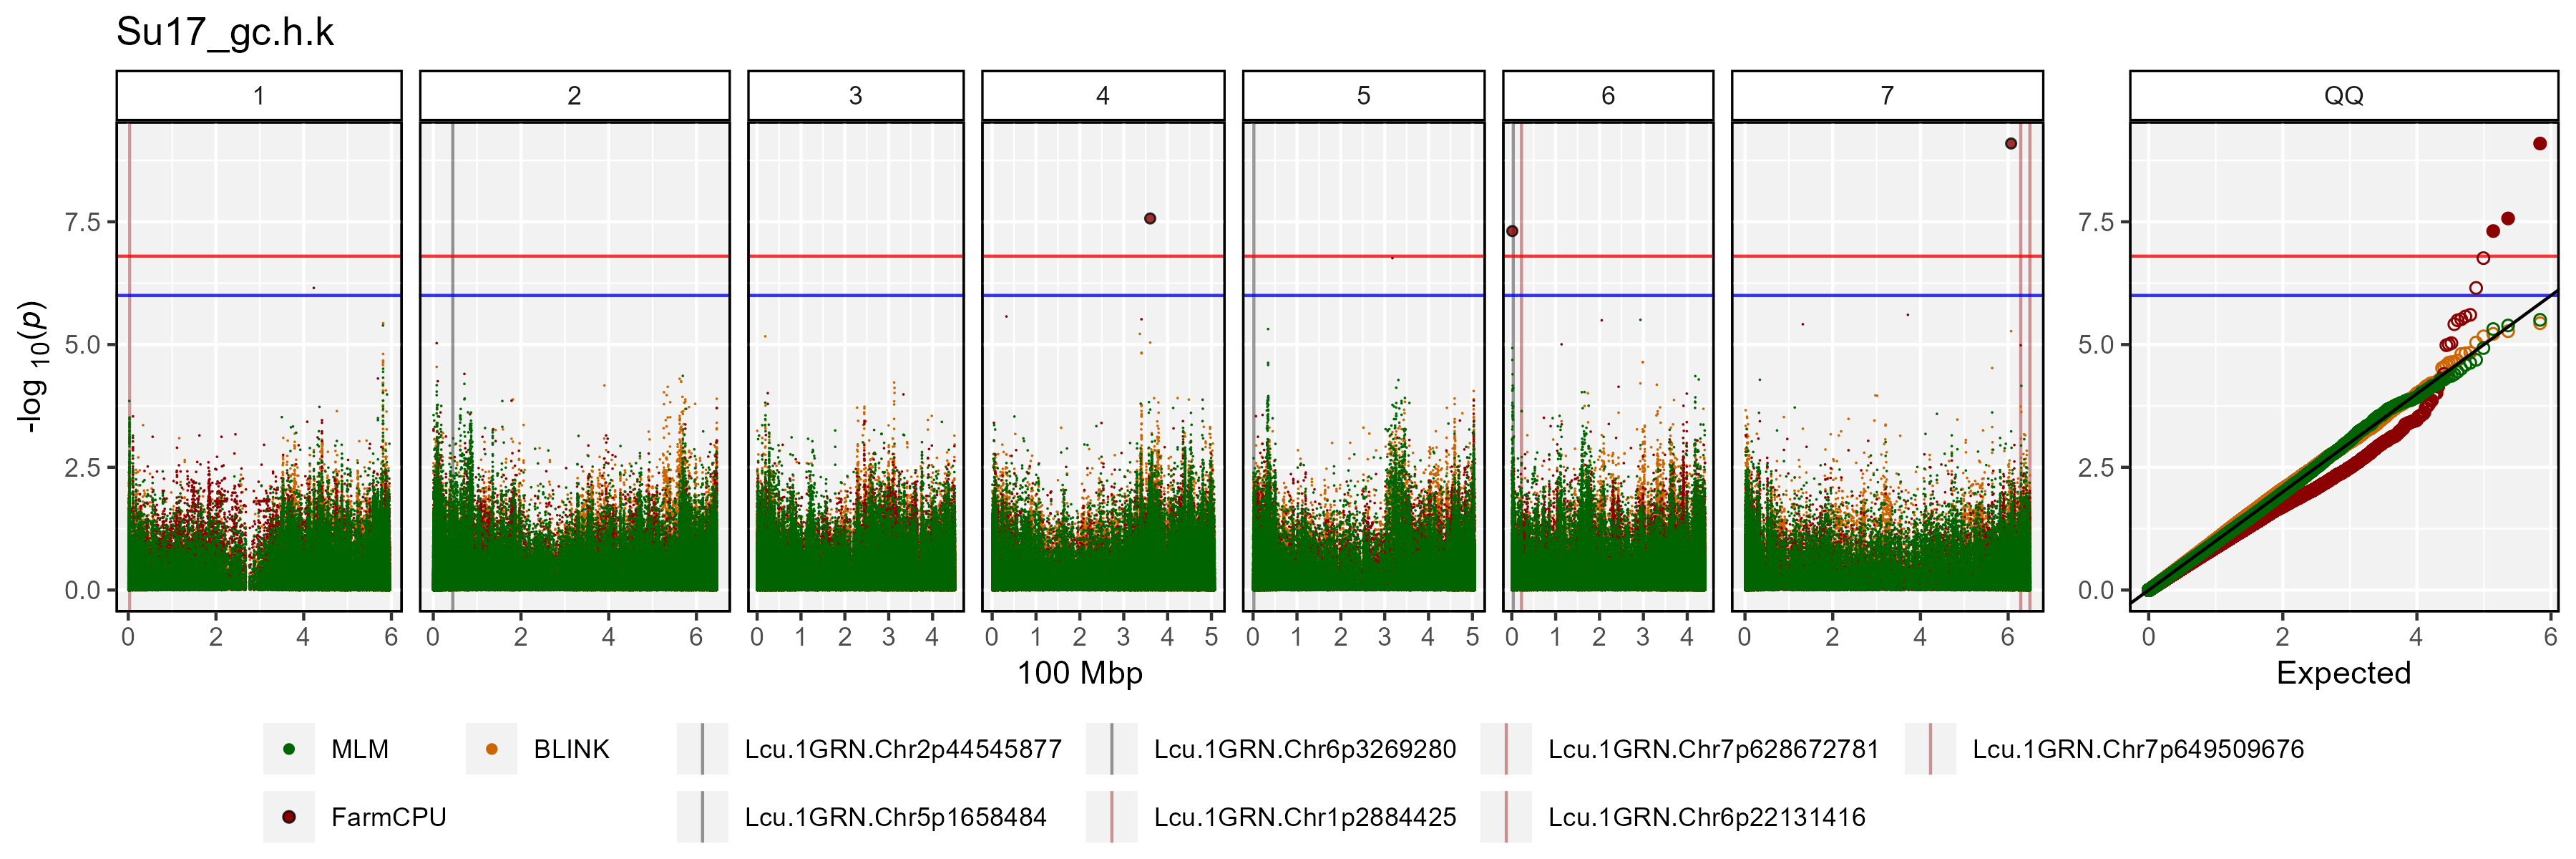 Su17_gc.h.k
1 2 3 4 5 6 7 QQ
-log 10(p)
7.5
5.0
2.5
0.0
7.5
5.0
2.5
0.0
0 2 4 6 0 2 4 6 0 1 2 3 4 0 1 2 3 4 5 0 1 2 3 4 5 0 1 2 3 4 0 2 4 6 0 2 4 6
100 Mbp Expected
MLM BLINK Lcu.1GRN.Chr2p44545877 Lcu.1GRN.Chr6p3269280 Lcu.1GRN.Chr7p628672781 Lcu.1GRN.Chr7p649509676
FarmCPU Lcu.1GRN.Chr5p1658484 Lcu.1GRN.Chr1p2884425 Lcu.1GRN.Chr6p22131416